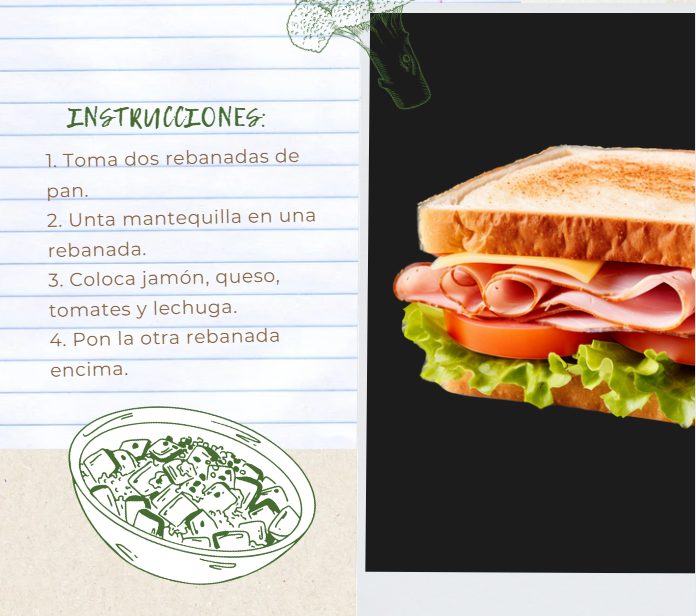 INSTRUCCIONES:
1. Toma dos rebanadas de
pan.
2. Unta mantequilla en una
rebanada.
3. Coloca jamón, queso,
tomates y lechuga.
4. Pon la otra rebanada
encima.